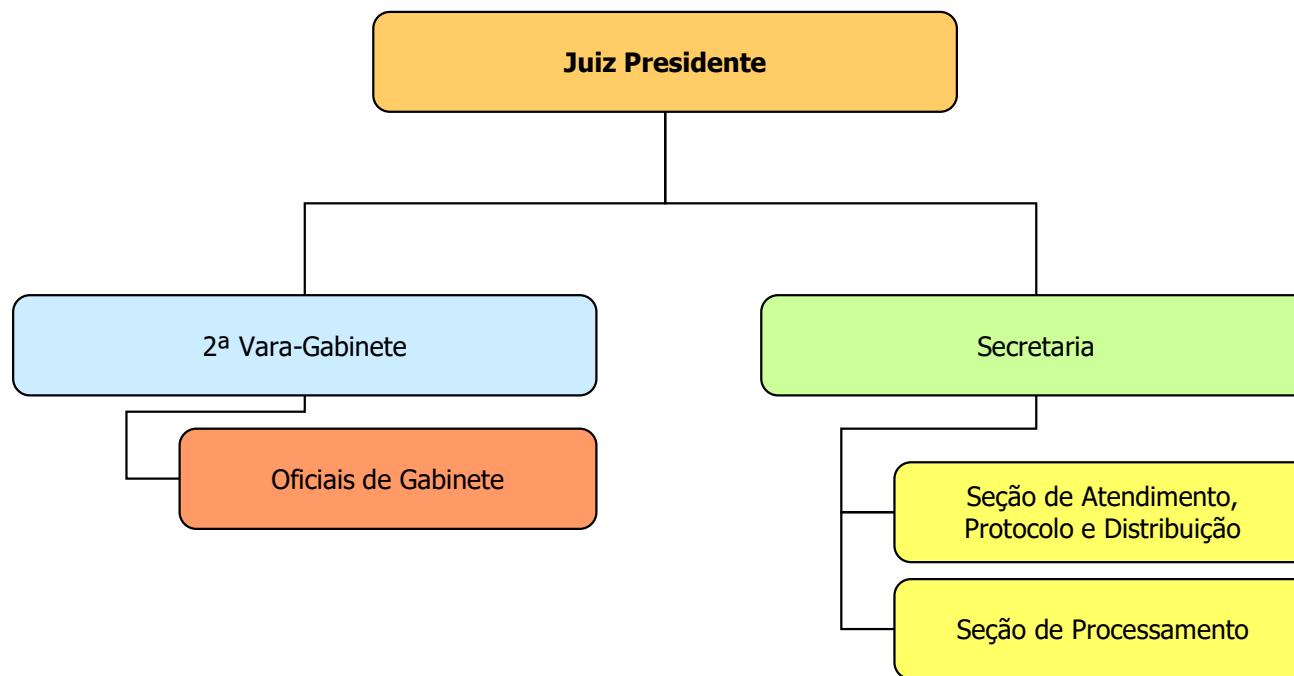 Juiz Presidente
2ª Vara-Gabinete
Secretaria
Oficiais de Gabinete
Seção de Atendimento,
Protocolo e Distribuição
Seção de Processamento